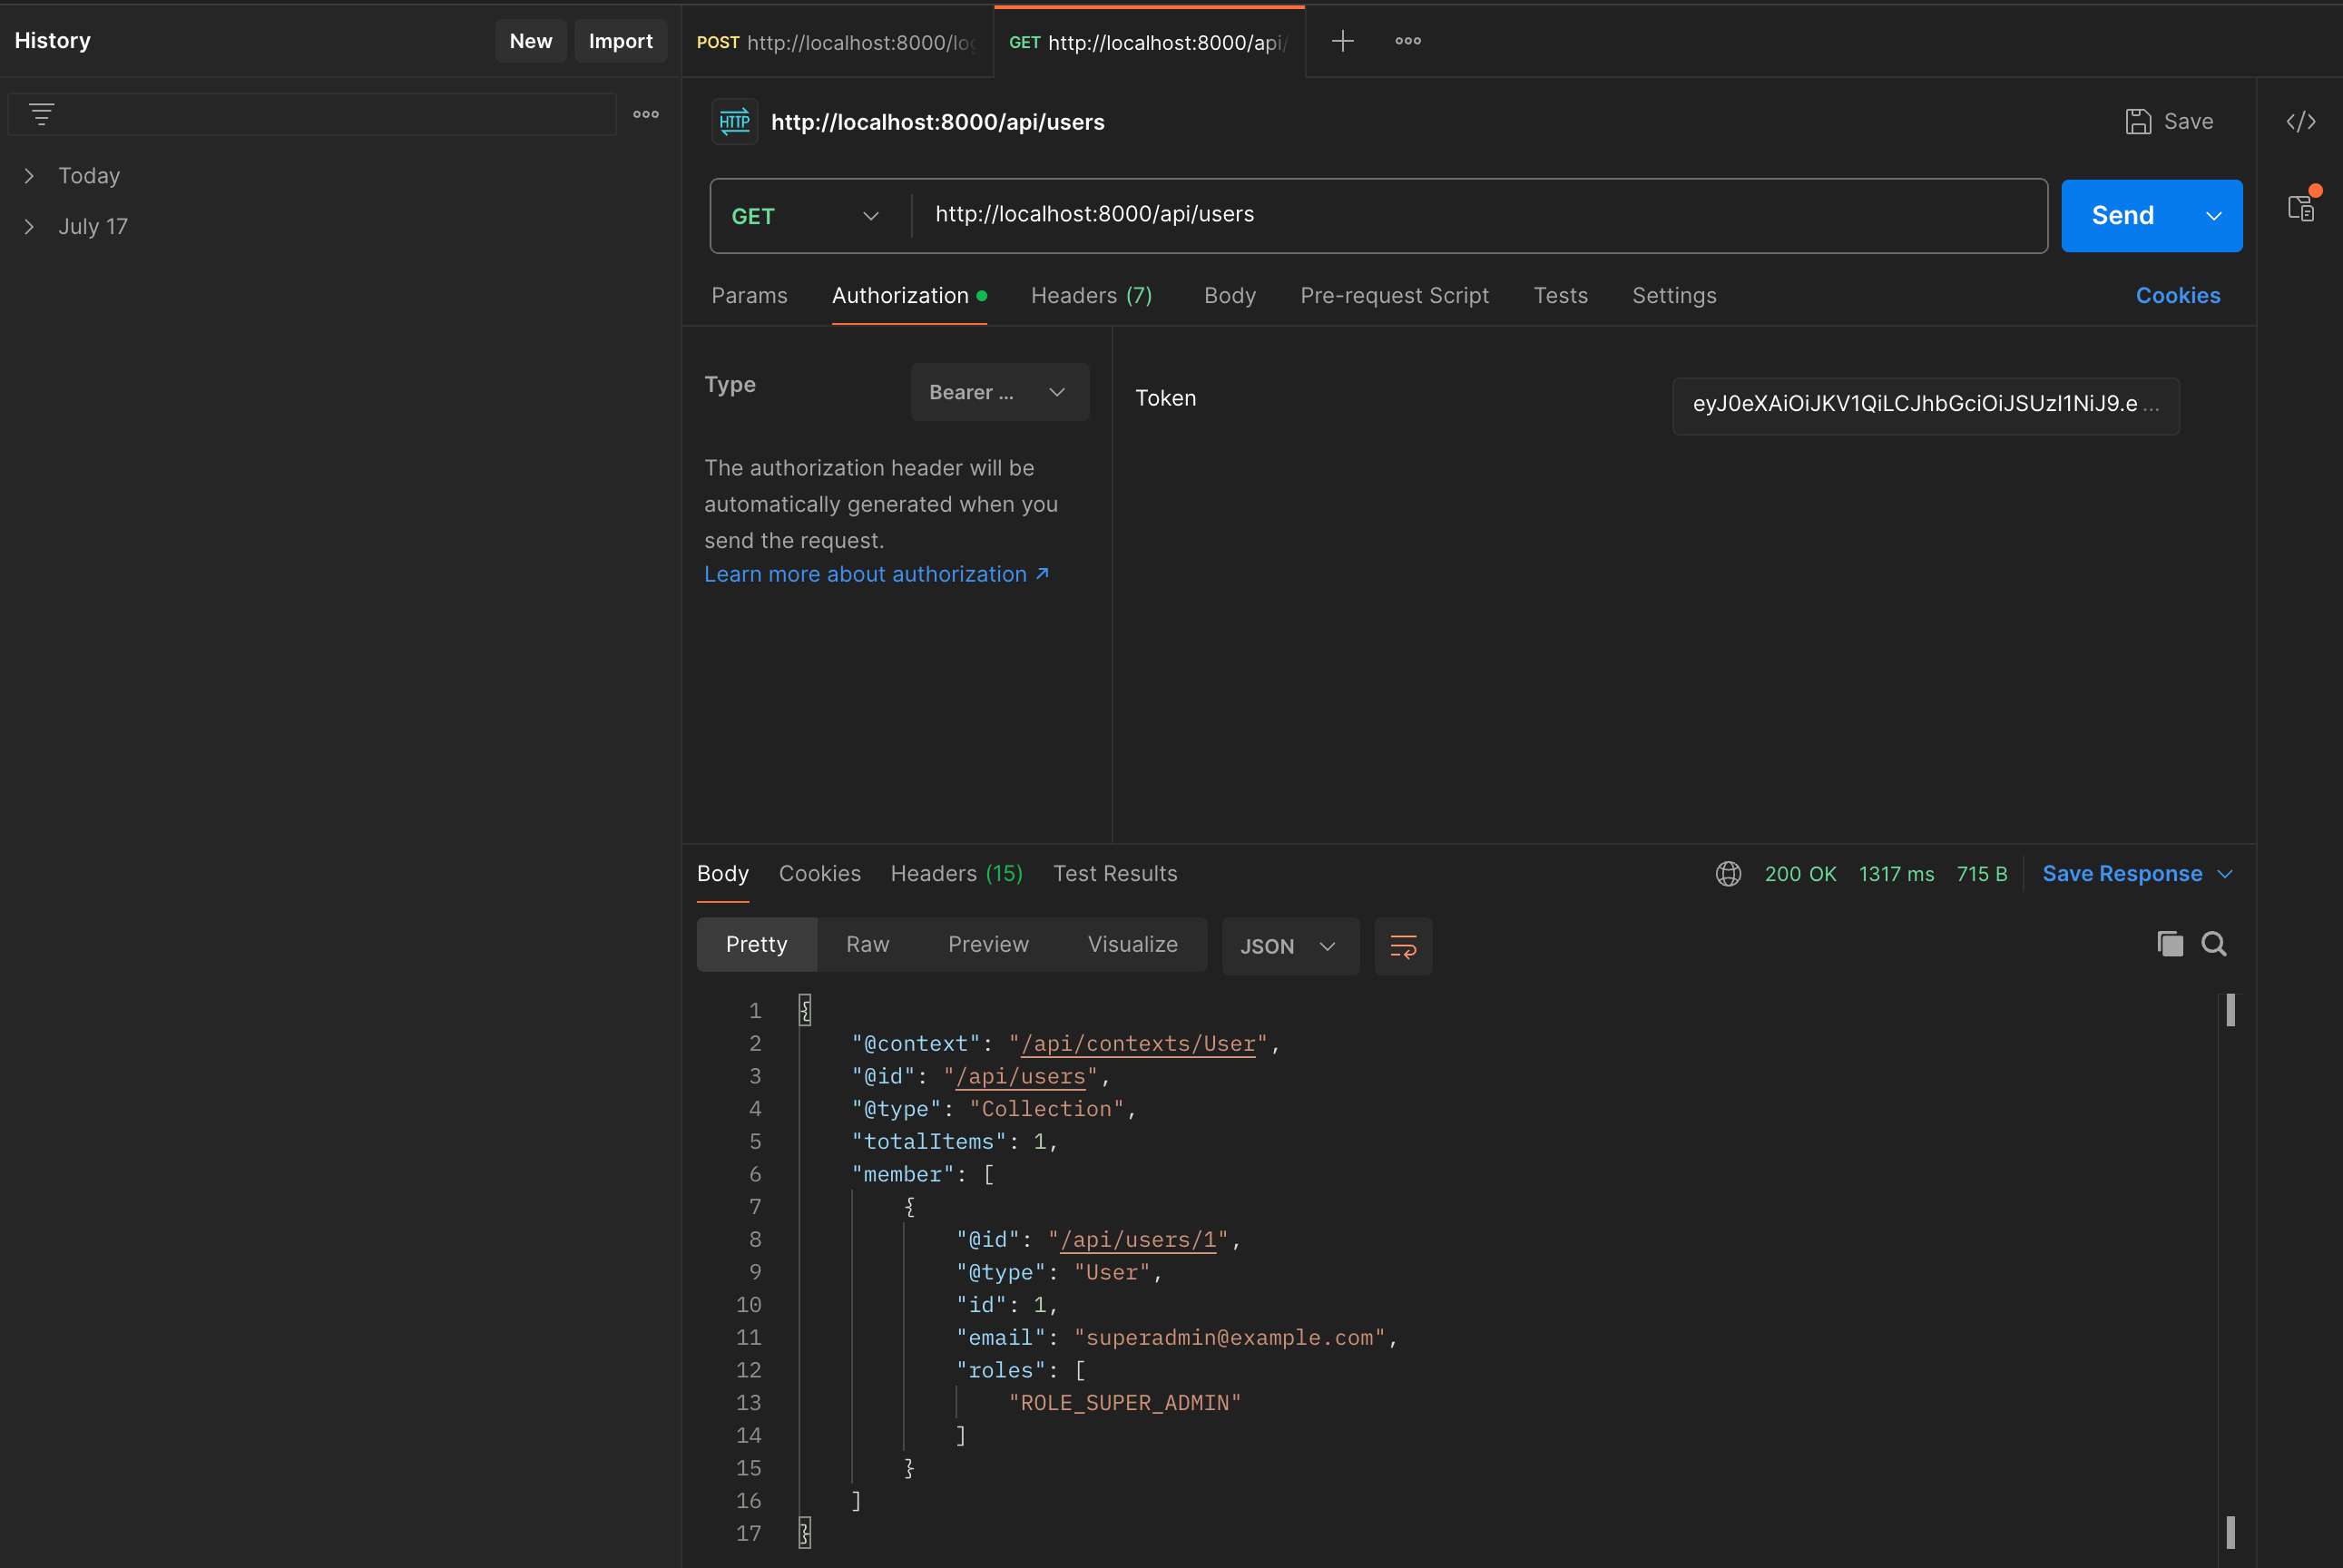 History
New
Import
POST http://localhost:8000/log
GET http://localhost:8000/api/
Today
July 17
HTTP
http://localhost:8000/api/users
Save
GET
http://localhost:8000/api/users
Send
Params
Authorization
Headers (7)
Body
Pre-request Script
Tests
Settings
Cookies
Type
Bearer ...
The authorization header will be
automatically generated when you
send the request.
Learn more about authorization ↗
Token
eyJ0eXAiOiJKV1QiLCJhbGciOiJSUzI1NiJ9.e ...
Body
Cookies
Headers (15)
Test Results
200 OK
1317 ms
715 B
Save Response
Pretty
Raw
Preview
Visualize
JSON
1 {
2 "@context": "/api/contexts/User",
3 "@id": "/api/users",
4 "@type": "Collection",
5 "totalItems": 1,
6 "member": [
7 {
8 "@id": "/api/users/1",
9 "@type": "User",
10 "id": 1,
11 "email": "superadmin@example.com",
12 "roles": [
13 "ROLE_SUPER_ADMIN"
14 ]
15 }
16 ]
17 }